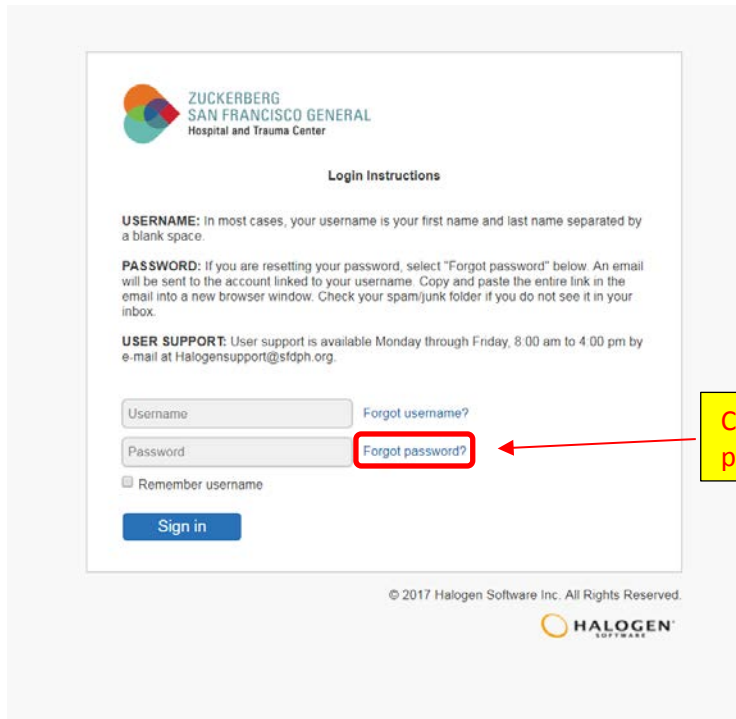 ZUCKERBERG
SAN FRANCISCO GENERAL
Hospital and Trauma Center
Login Instructions
USERNAME: In most cases, your username is your first name and last name separated by
a blank space.
PASSWORD: If you are resetting your password, select "Forgot password" below. An email
will be sent to the account linked to your username. Copy and paste the entire link in the
email into a new browser window. Check your spam/junk folder if you do not see it in your
inbox.
USER SUPPORT: User support is available Monday through Friday, 8:00 am to 4:00 pm by
e-mail at Halogensupport@sfdph.org.
Username Forgot username?
Password Forgot password?
Remember username
Sign in
© 2017 Halogen Software Inc. All Rights Reserved.
HALOGEN
SOFTWARE